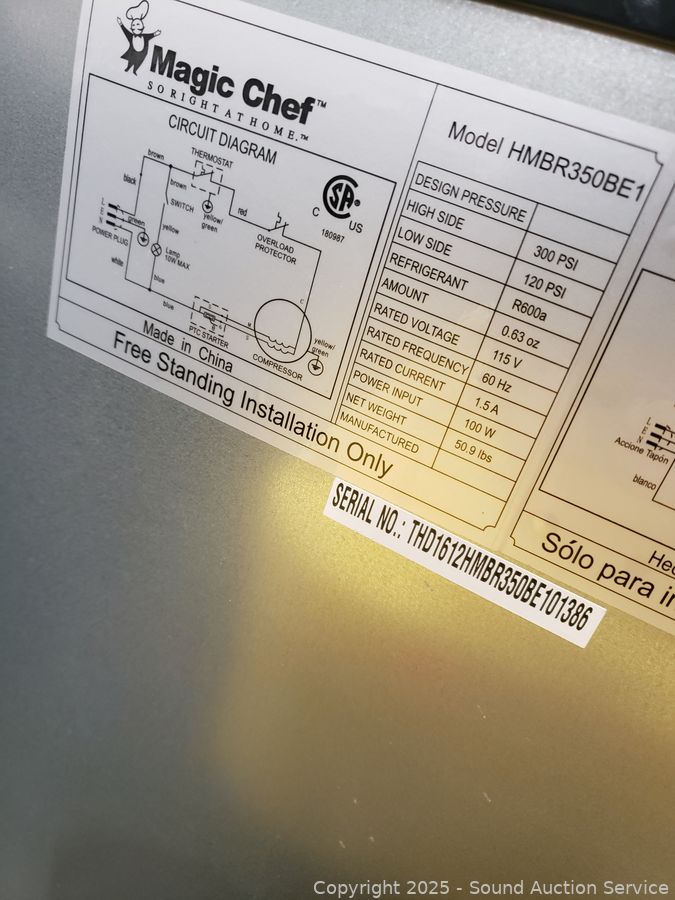 Magic Chef™
SO RIGHT AT HOME.™
CIRCUIT DIAGRAM
THERMOSTAT
brown
brown
black
SWITCH
yellow/
green
red
C
US
180987
OVERLOAD
PROTECTOR
L
E
N
green
POWER PLUG
yellow
Lamp
10W MAX
white
blue
blue
blue
PTC STARTER
C
M
S
COMPRESSOR
yellow/
green
Made in China
Free Standing Installation Only
Model HMBR350BE1
DESIGN PRESSURE
HIGH SIDE 300 PSI
LOW SIDE 120 PSI
REFRIGERANT R600a
AMOUNT 0.63 oz
RATED VOLTAGE 115 V
RATED FREQUENCY 60 Hz
RATED CURRENT 1.5 A
POWER INPUT 100 W
NET WEIGHT 50.9 lbs
MANUFACTURED
SERIAL NO.: THD1612HMBR350BE101386
L
E
N
Accione Tapón
blanco
Hec
Sólo para in
Copyright 2025 - Sound Auction Service